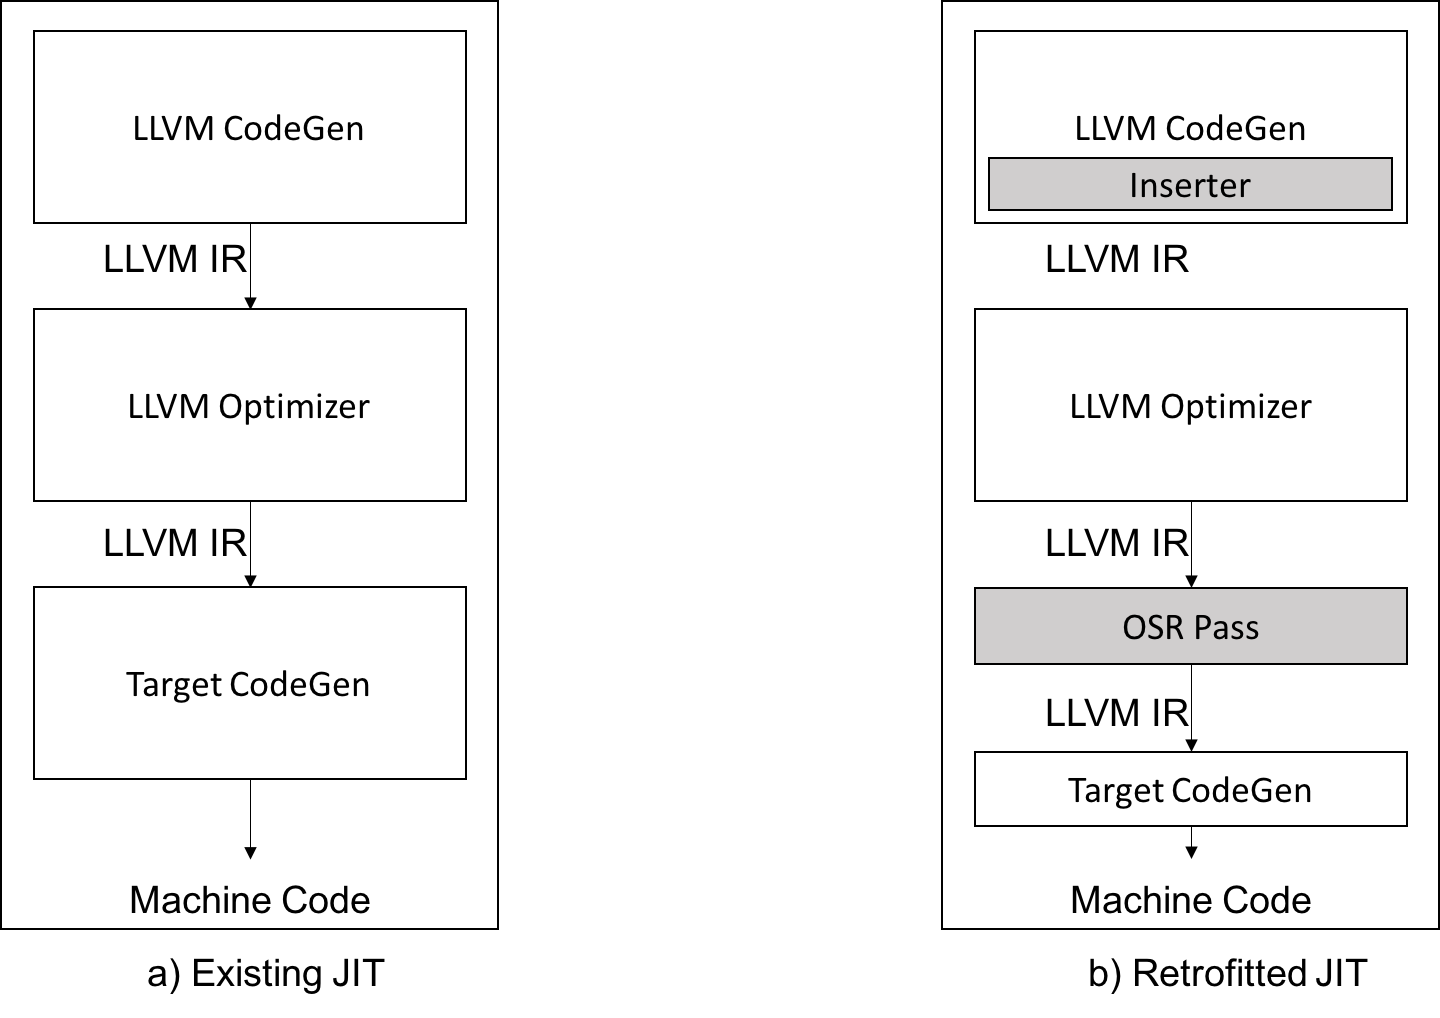 LLVM CodeGen
LLVM IR
LLVM Optimizer
LLVM IR
Target CodeGen
Machine Code
a) Existing JIT
LLVM CodeGen
Inserter
LLVM IR
LLVM Optimizer
LLVM IR
OSR Pass
LLVM IR
Target CodeGen
Machine Code
b) Retrofitted JIT